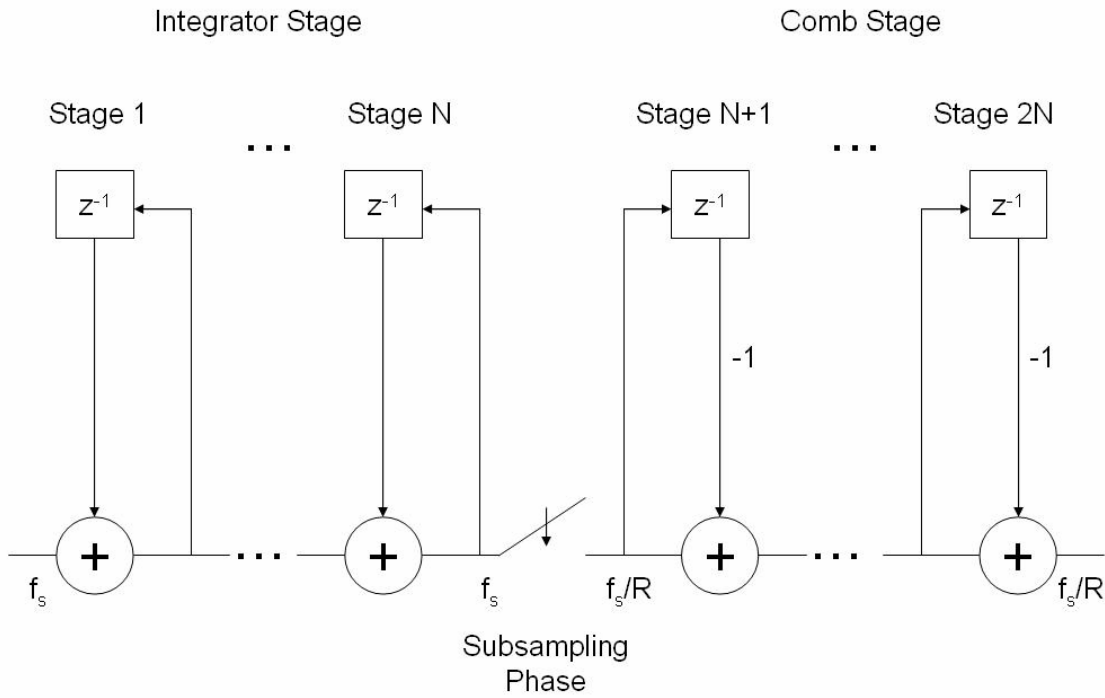 Integrator Stage
Comb Stage
Stage 1
Stage N
Stage N+1
Stage 2N
...
...
z⁻¹
z⁻¹
z⁻¹
z⁻¹
-1
-1
+
...
+
+
...
+
fₛ
fₛ
fₛ/R
fₛ/R
Subsampling
Phase